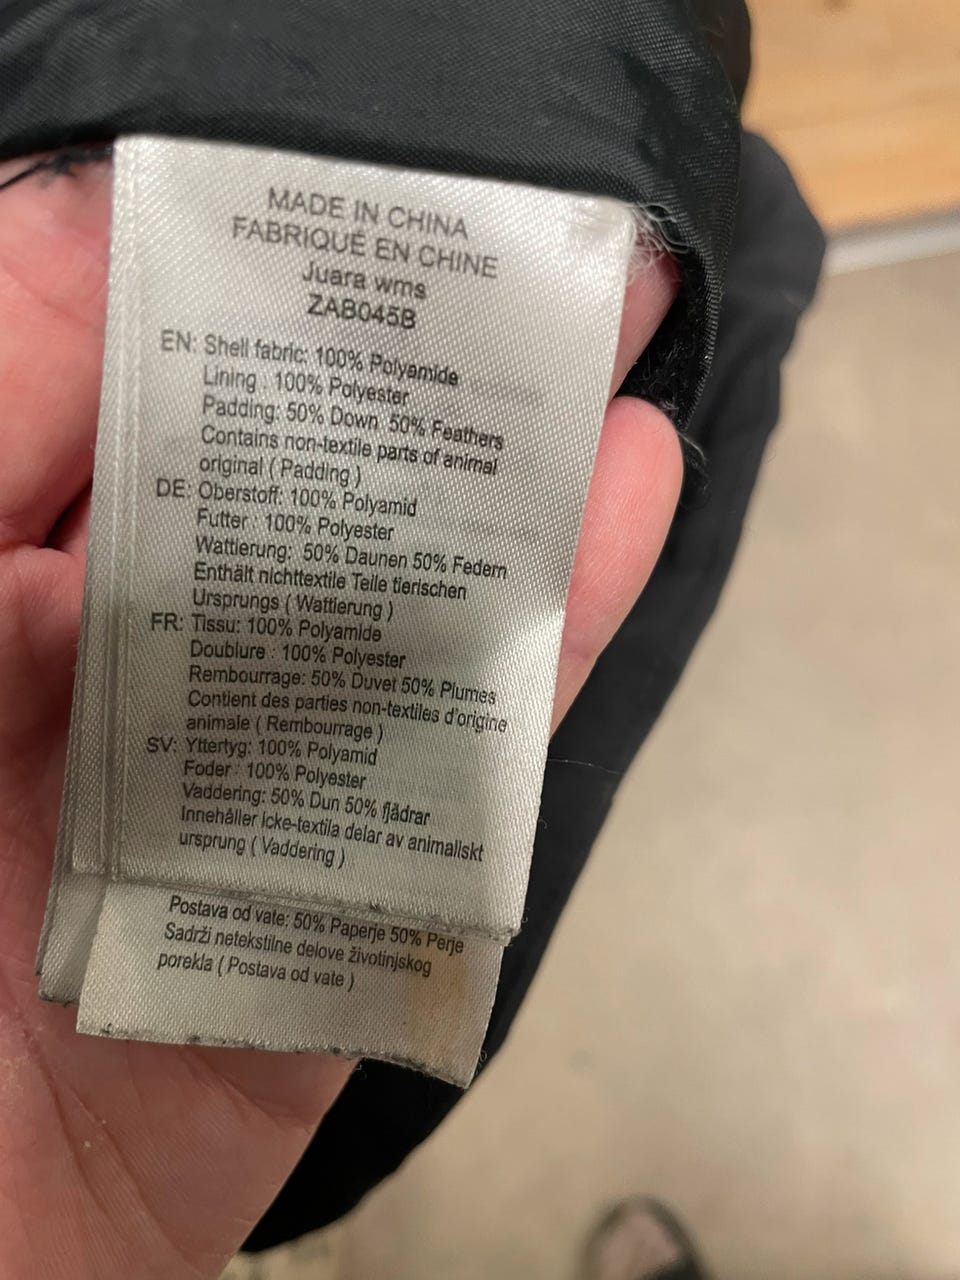 MADE IN CHINA
FABRIQUÉ EN CHINE
Juara wms
ZAB045B
EN: Shell fabric: 100% Polyamide
Lining : 100% Polyester
Padding: 50% Down 50% Feathers
Contains non-textile parts of animal
original ( Padding )
DE: Oberstoff: 100% Polyamid
Futter : 100% Polyester
Wattierung: 50% Daunen 50% Federn
Enthält nichttextile Teile tierischen
Ursprungs ( Wattierung )
FR: Tissu: 100% Polyamide
Doublure : 100% Polyester
Rembourrage: 50% Duvet 50% Plumes
Contient des parties non-textiles d'origine
animale ( Rembourrage )
SV: Yttertyg: 100% Polyamid
Foder : 100% Polyester
Vaddering: 50% Dun 50% fjädrar
Innehåller icke-textila delar av animaliskt
ursprung ( Vaddering )
Postava od vate: 50% Paperje 50% Perje
Sadrži netekstilne delove životinjskog
porekla ( Postava od vate )